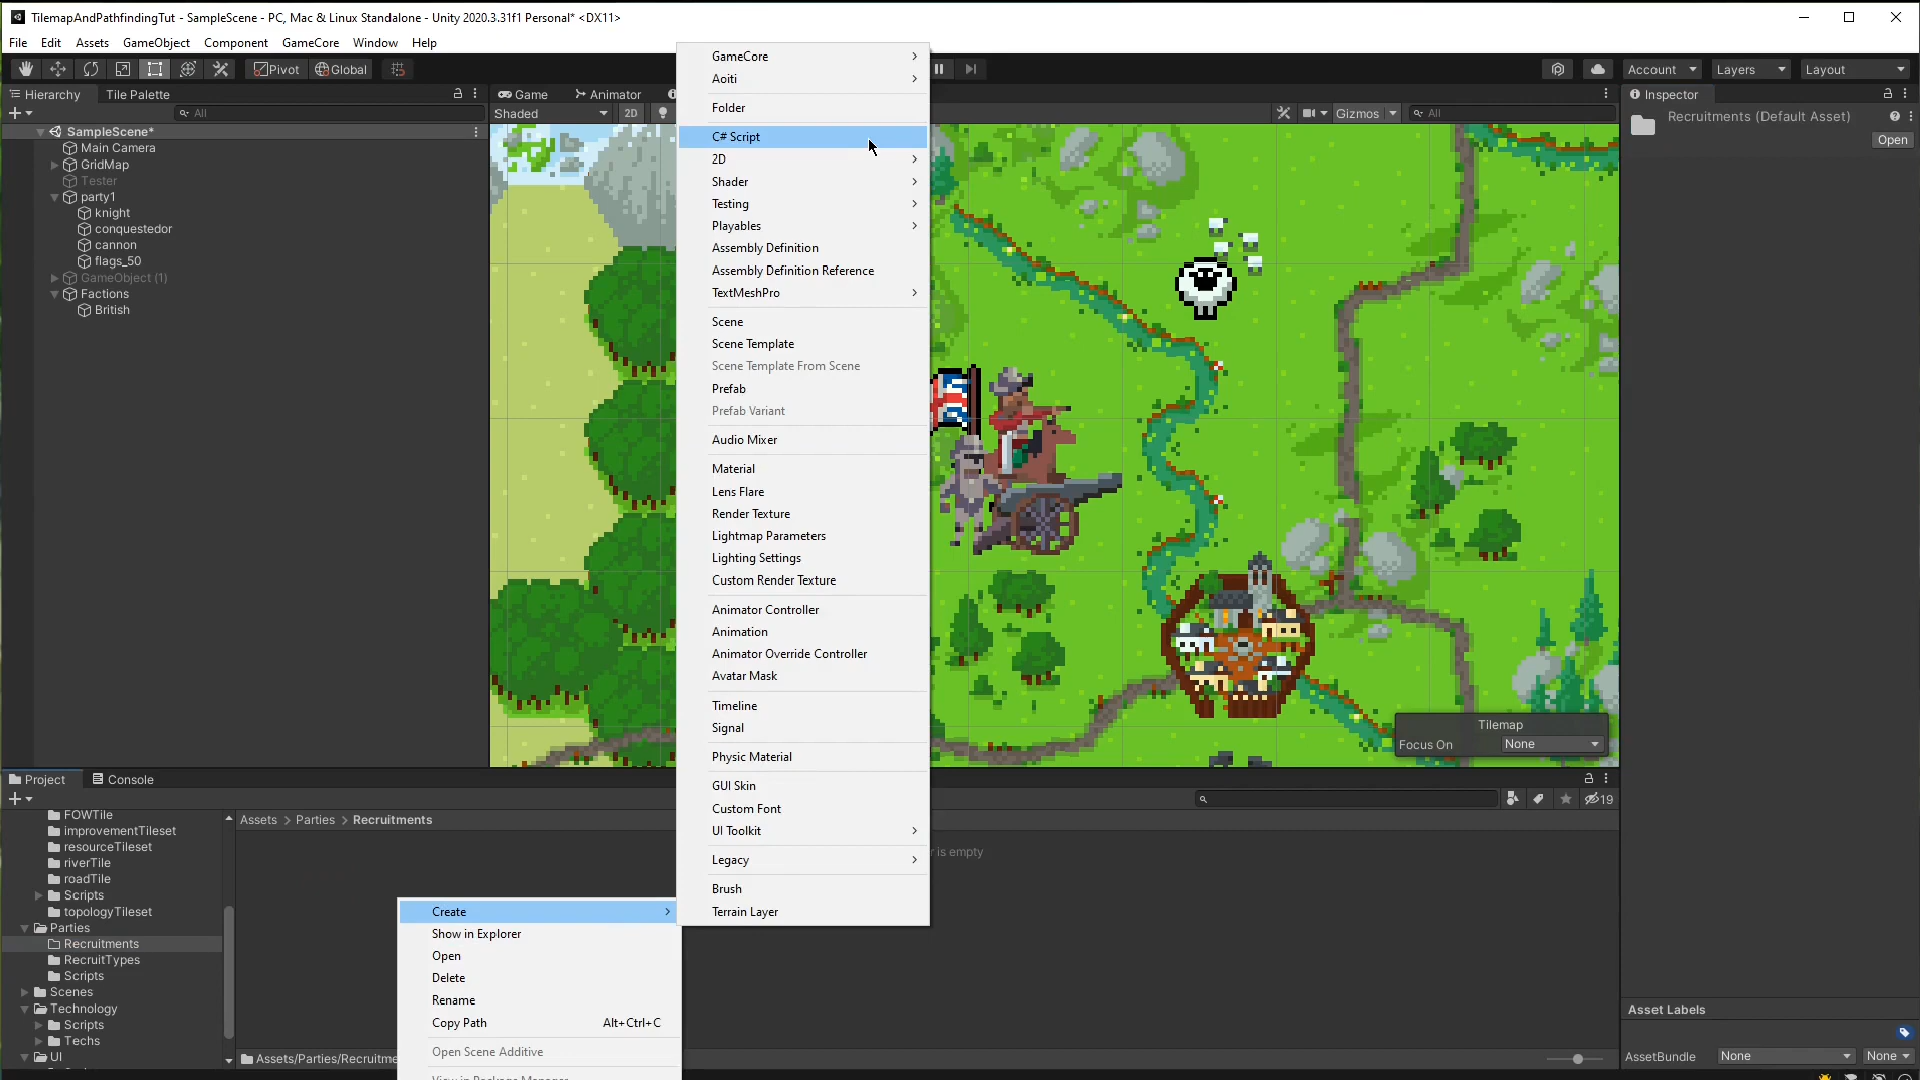 TilemapAndPathfindingTut - SampleScene - PC, Mac & Linux Standalone - Unity 2020.3.31f1 Personal* <DX11>
File Edit Assets GameObject Component GameCore Window Help
Pivot Global Account Layers Layout
Hierarchy Tile Palette
All
SampleScene*
Main Camera
GridMap
Tester
party1
knight
conquestedor
cannon
flags_50
GameObject (1)
Factions
British
Game Animator
Shaded 2D Gizmos All
GameCore
Aoiti
Folder
C# Script
2D
Shader
Testing
Playables
Assembly Definition
Assembly Definition Reference
TextMeshPro
Scene
Scene Template
Scene Template From Scene
Prefab
Prefab Variant
Audio Mixer
Material
Lens Flare
Render Texture
Lightmap Parameters
Lighting Settings
Custom Render Texture
Animator Controller
Animation
Animator Override Controller
Avatar Mask
Timeline
Signal
Physic Material
GUI Skin
Custom Font
UI Toolkit
Legacy
Brush
Terrain Layer
Tilemap
Focus On None
Inspector
Recruitments (Default Asset)
Open
Project Console
19
FOWTile
improvementTileset
resourceTileset
riverTile
roadTile
Scripts
topologyTileset
Parties
Recruitments
RecruitTypes
Scripts
Scenes
Technology
Scripts
Techs
UI
Assets > Parties > Recruitments
is empty
Create
Show in Explorer
Open
Delete
Rename
Copy Path Alt+Ctrl+C
Open Scene Additive
Assets/Parties/Recruitme
Asset Labels
AssetBundle None None